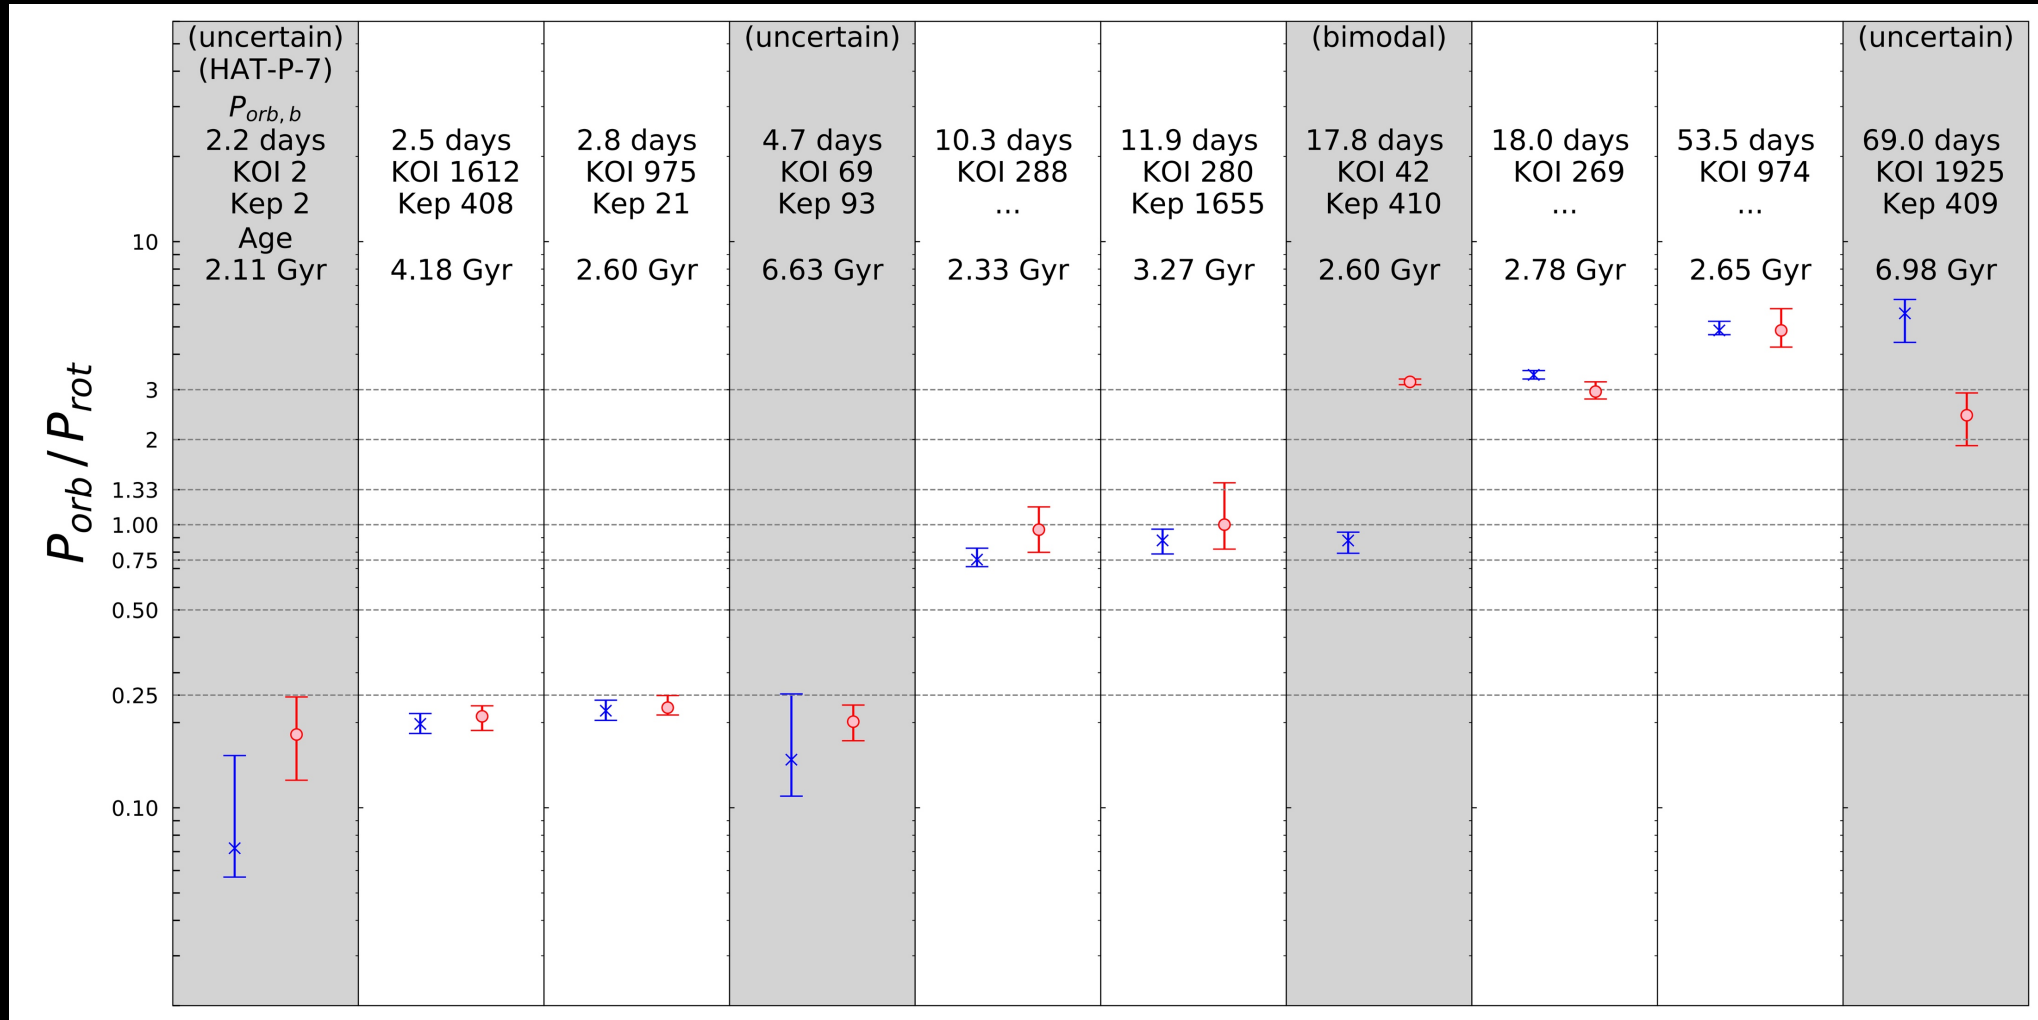 (uncertain)
(HAT-P-7)
P_orb, b
2.2 days
KOI 2
Kep 2
Age
2.11 Gyr
2.5 days
KOI 1612
Kep 408
4.18 Gyr
2.8 days
KOI 975
Kep 21
2.60 Gyr
(uncertain)
4.7 days
KOI 69
Kep 93
6.63 Gyr
10.3 days
KOI 288
...
2.33 Gyr
11.9 days
KOI 280
Kep 1655
3.27 Gyr
(bimodal)
17.8 days
KOI 42
Kep 410
2.60 Gyr
18.0 days
KOI 269
...
2.78 Gyr
53.5 days
KOI 974
...
2.65 Gyr
(uncertain)
69.0 days
KOI 1925
Kep 409
6.98 Gyr
P_orb / P_rot
10
3
2
1.33
1.00
0.75
0.50
0.25
0.10